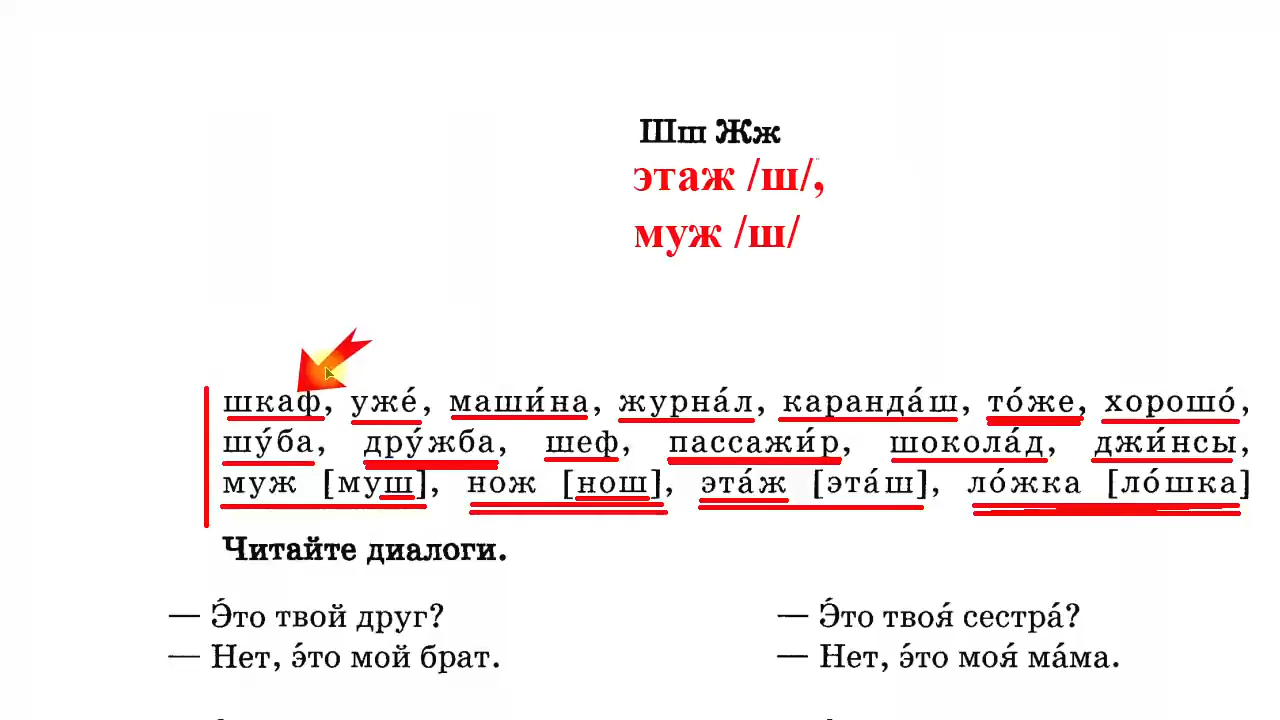 Шш Жж
этаж /ш/,
муж /ш/
шкаф, уже́, маши́на, журна́л, каранда́ш, то́же, хорошо́,
шу́ба, дру́жба, шеф, пассажи́р, шокола́д, джи́нсы,
муж [муш], нож [нош], эта́ж [эта́ш], ло́жка [ло́шка]
Читайте диалоги.
— Э́то твой друг?
— Нет, э́то мой брат.
— Э́то твоя́ сестра́?
— Нет, э́то моя́ ма́ма.